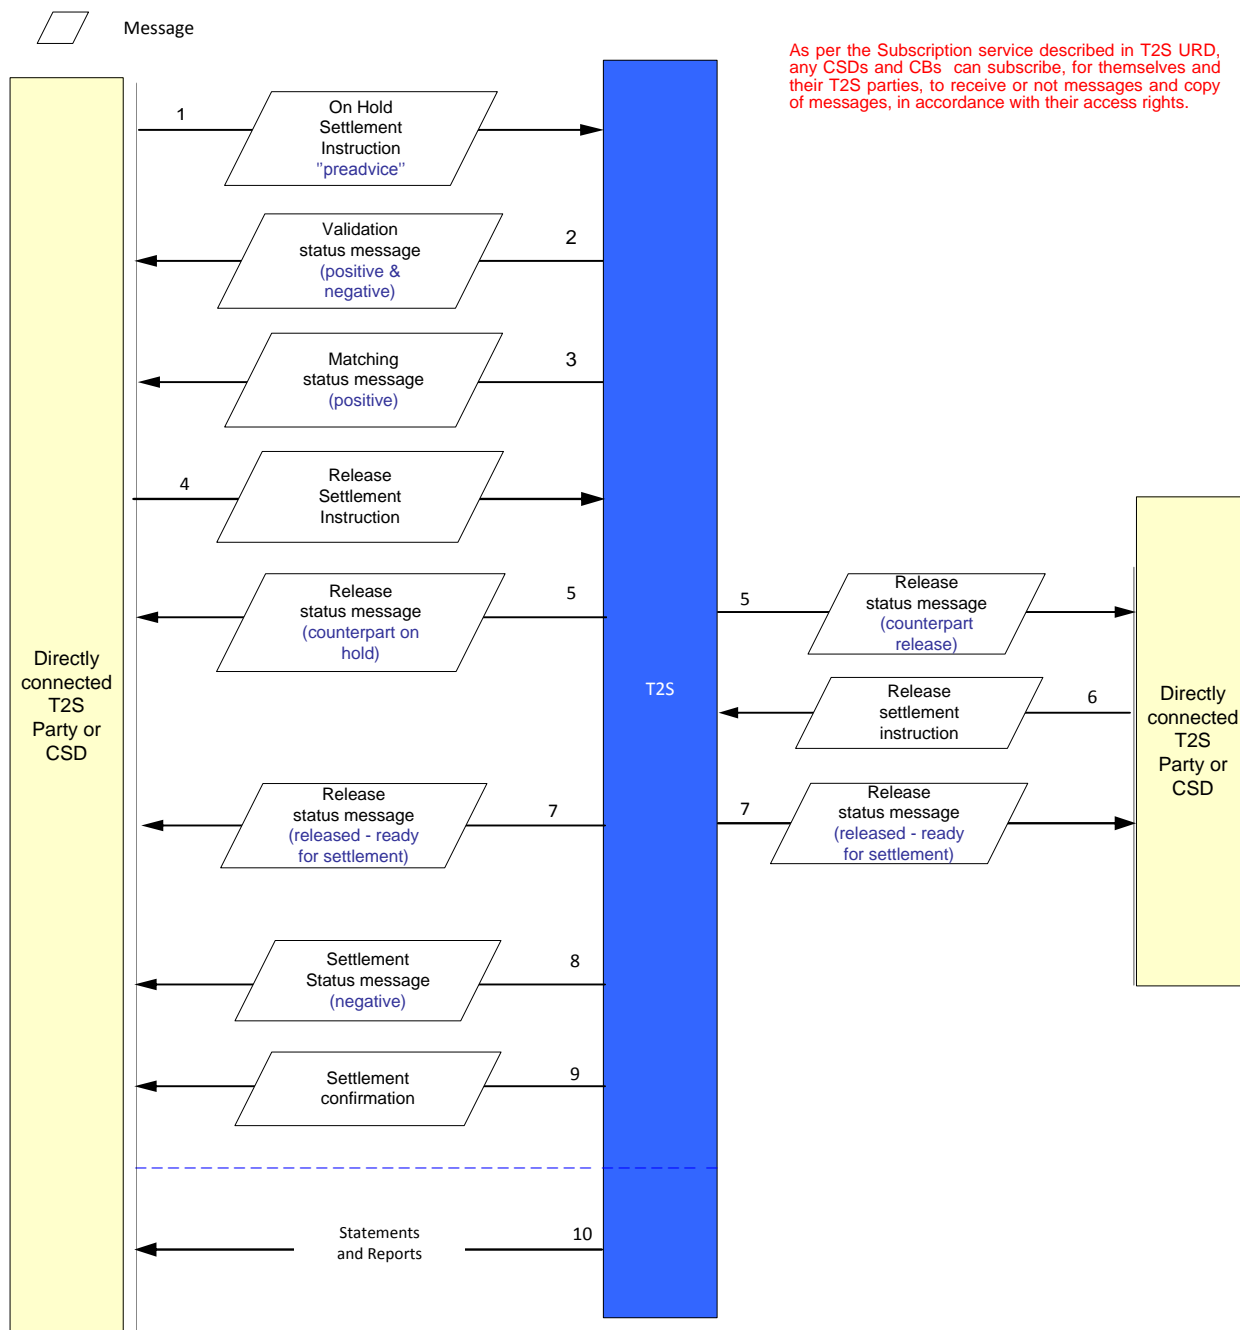 Message
As per the Subscription service described in T2S URD,
any CSDs and CBs can subscribe, for themselves and
their T2S parties, to receive or not messages and copy
of messages, in accordance with their access rights.
1
On Hold
Settlement
Instruction
"preadvice"
Validation
status message
(positive &
negative)
2
Matching
status message
(positive)
3
4
Release
Settlement
Instruction
Release
status message
(counterpart on
hold)
5
5
Release
status message
(counterpart
release)
Directly
connected
T2S
Party or
CSD
T2S
Release
settlement
instruction
6
Directly
connected
T2S
Party or
CSD
Release
status message
(released - ready
for settlement)
7
7
Release
status message
(released - ready
for settlement)
Settlement
Status message
(negative)
8
Settlement
confirmation
9
Statements
and Reports
10